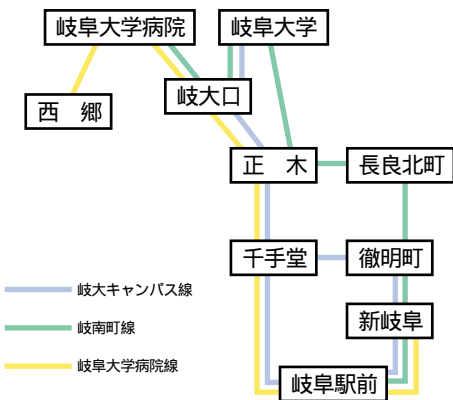 岐阜大学病院
岐阜大学
岐大口
西　郷
正　木
長良北町
千手堂
徹明町
岐大キャンパス線
新岐阜
岐南町線
岐阜大学病院線
岐阜駅前